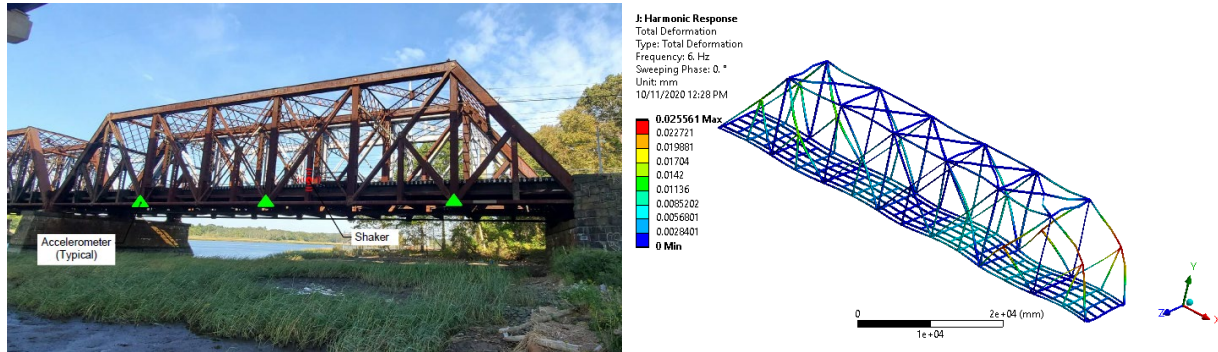 Accelerometer
(Typical)
Shaker
J: Harmonic Response
Total Deformation
Type: Total Deformation
Frequency: 6. Hz
Sweeping Phase: 0. °
Unit: mm
10/11/2020 12:28 PM
0.025561 Max
0.022721
0.019881
0.01704
0.0142
0.01136
0.0085202
0.0056801
0.0028401
0 Min
0 2e+04 (mm)
1e+04
Y
Z X